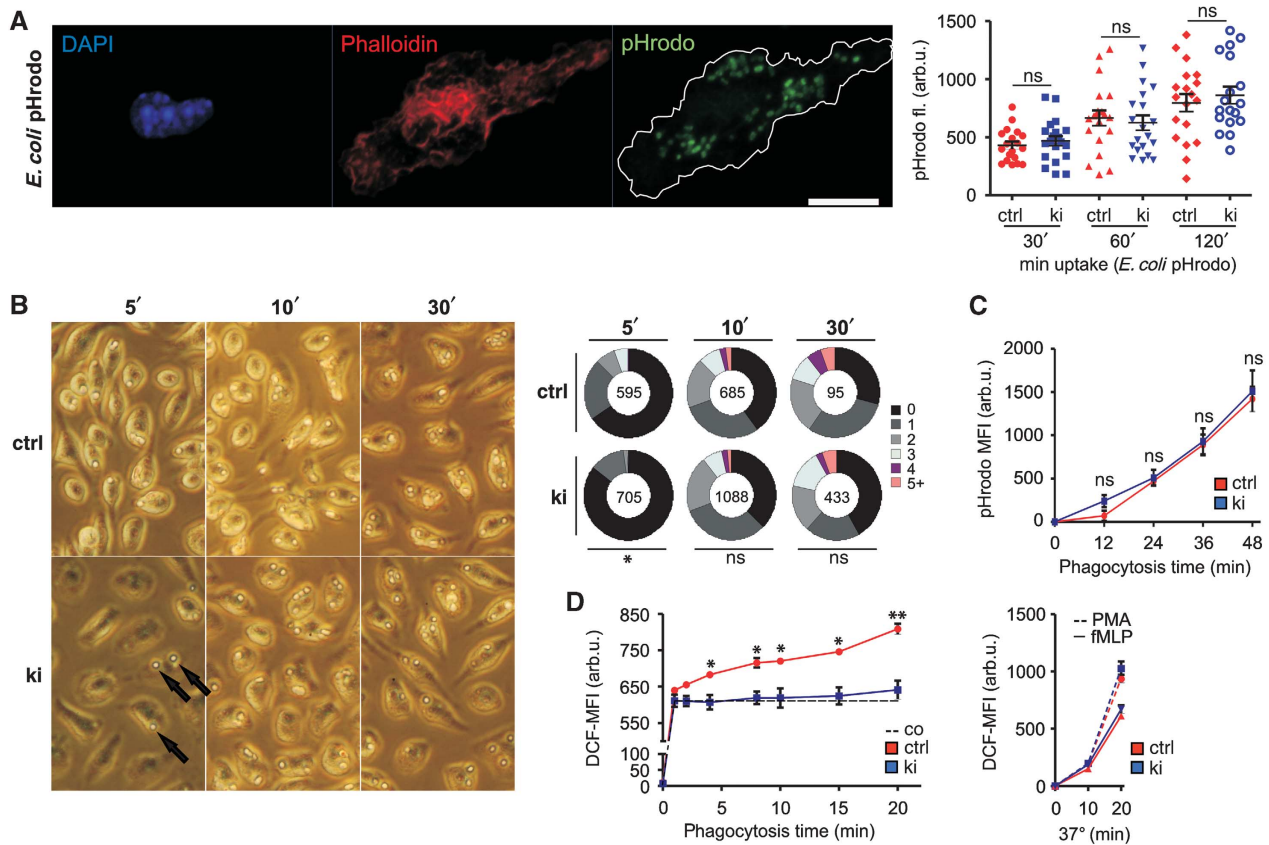 A
E. coli pHrodo
DAPI
Phalloidin
pHrodo
pHrodo fl. (arb.u.)
1500
1000
500
0
ns
ns
ns
ctrl ki ctrl ki ctrl ki
30′ 60′ 120′
min uptake (E. coli pHrodo)
B
5′ 10′ 30′
ctrl
ki
5′ 10′ 30′
ctrl
595
685
95
ki
705
1088
433
* ns ns
0
1
2
3
4
5+
C
pHrodo MFI (arb.u.)
2000
1500
1000
500
0
ns
ns
ns
ns
ctrl
ki
0 12 24 36 48
Phagocytosis time (min)
D
DCF-MFI (arb.u.)
850
750
650
550
100
50
0
*
*
*
*
**
co
ctrl
ki
0 5 10 15 20
Phagocytosis time (min)
DCF-MFI (arb.u.)
1500
1000
500
0
PMA
fMLP
ctrl
ki
0 10 20
37° (min)